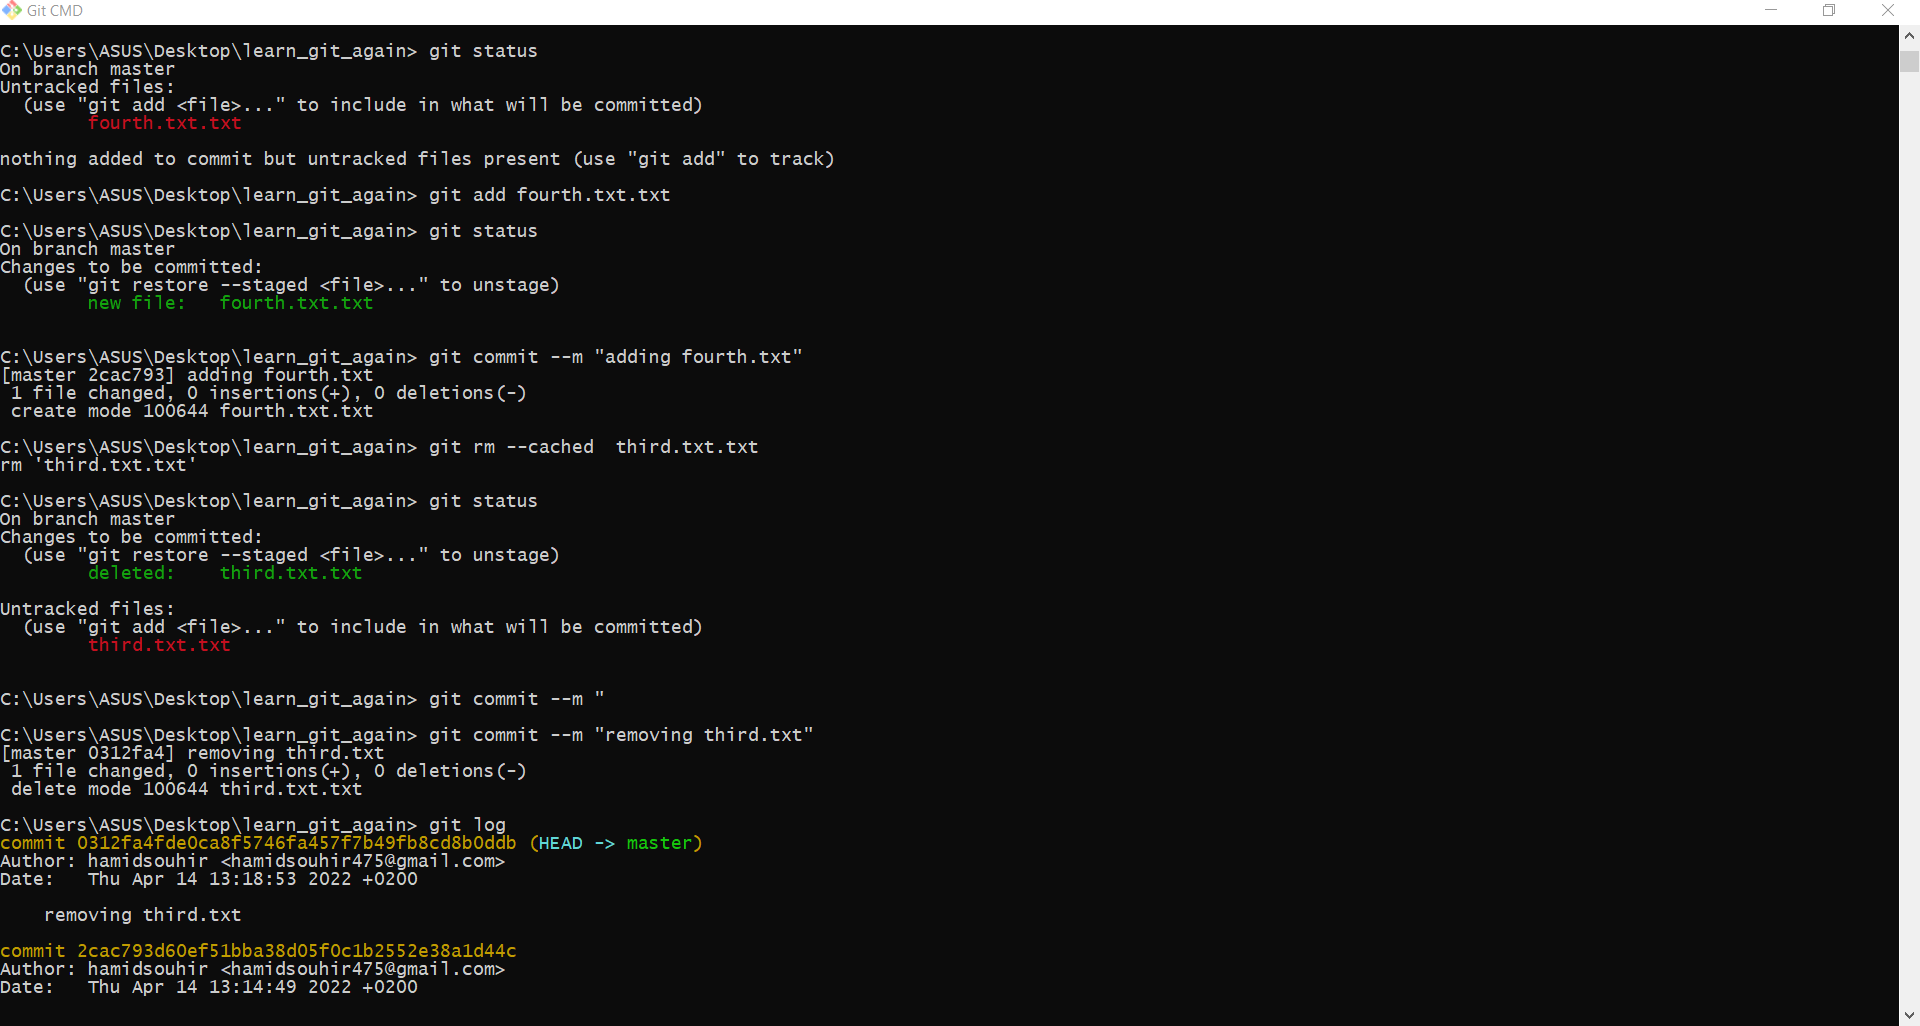 Git CMD
C:\Users\ASUS\Desktop\learn_git_again> git status
On branch master
Untracked files:
  (use "git add <file>..." to include in what will be committed)
        fourth.txt.txt
nothing added to commit but untracked files present (use "git add" to track)
C:\Users\ASUS\Desktop\learn_git_again> git add fourth.txt.txt
C:\Users\ASUS\Desktop\learn_git_again> git status
On branch master
Changes to be committed:
  (use "git restore --staged <file>..." to unstage)
        new file:   fourth.txt.txt
C:\Users\ASUS\Desktop\learn_git_again> git commit --m "adding fourth.txt"
[master 2cac793] adding fourth.txt
 1 file changed, 0 insertions(+), 0 deletions(-)
 create mode 100644 fourth.txt.txt
C:\Users\ASUS\Desktop\learn_git_again> git rm --cached  third.txt.txt
rm 'third.txt.txt'
C:\Users\ASUS\Desktop\learn_git_again> git status
On branch master
Changes to be committed:
  (use "git restore --staged <file>..." to unstage)
        deleted:    third.txt.txt
Untracked files:
  (use "git add <file>..." to include in what will be committed)
        third.txt.txt
C:\Users\ASUS\Desktop\learn_git_again> git commit --m "
C:\Users\ASUS\Desktop\learn_git_again> git commit --m "removing third.txt"
[master 0312fa4] removing third.txt
 1 file changed, 0 insertions(+), 0 deletions(-)
 delete mode 100644 third.txt.txt
C:\Users\ASUS\Desktop\learn_git_again> git log
commit 0312fa4fde0ca8f5746fa457f7b49fb8cd8b0ddb (HEAD -> master)
Author: hamidsouhir <hamidsouhir475@gmail.com>
Date:   Thu Apr 14 13:18:53 2022 +0200
    removing third.txt
commit 2cac793d60ef51bba38d05f0c1b2552e38a1d44c
Author: hamidsouhir <hamidsouhir475@gmail.com>
Date:   Thu Apr 14 13:14:49 2022 +0200